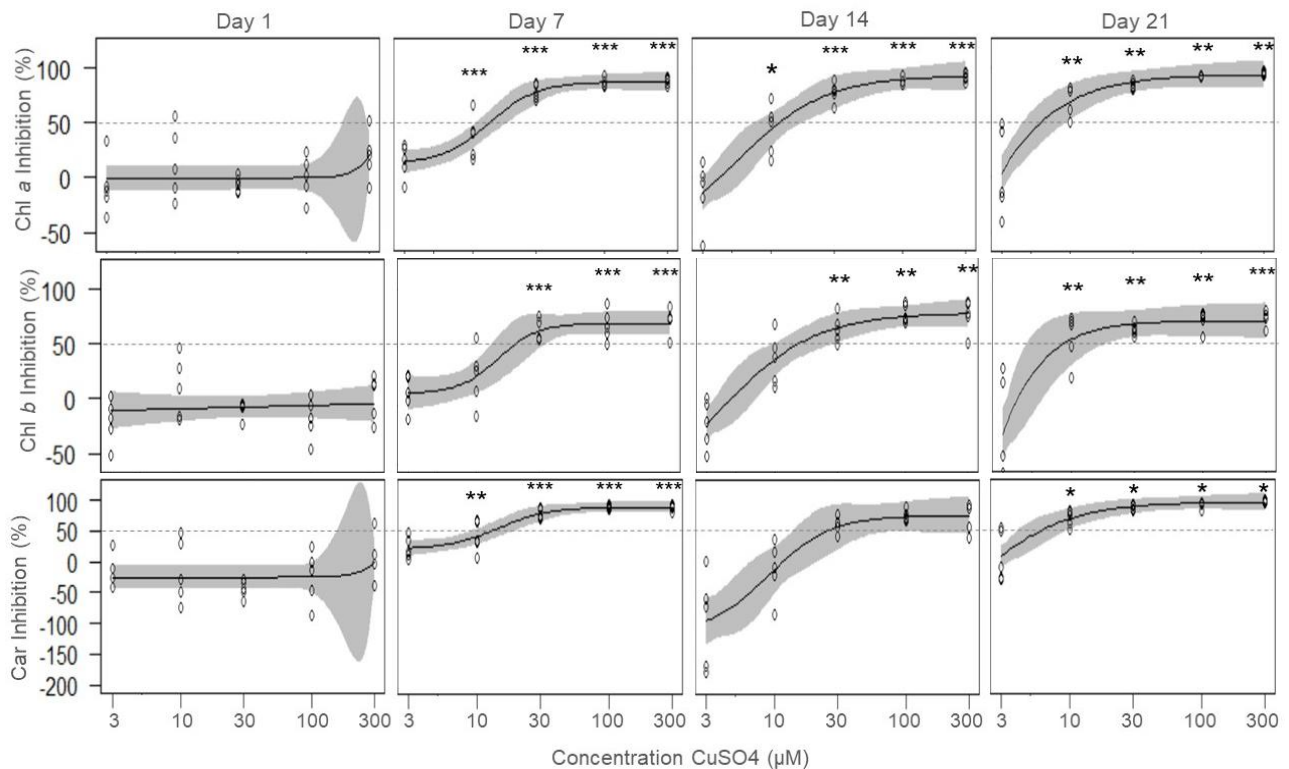 Day 1 Day 7 Day 14 Day 21
Chl a Inhibition (%)
100
50
0
-50
*** *** *** ***
* *** *** ***
** ** ** **
Chl b Inhibition (%)
100
50
0
-50
*** *** ***
** ** **
** ** ** ***
Car Inhibition (%)
100
50
0
-50
-100
-150
-200
** *** *** ***
* * * *
3 10 30 100 300 3 10 30 100 300 3 10 30 100 300 3 10 30 100 300
Concentration CuSO4 (µM)